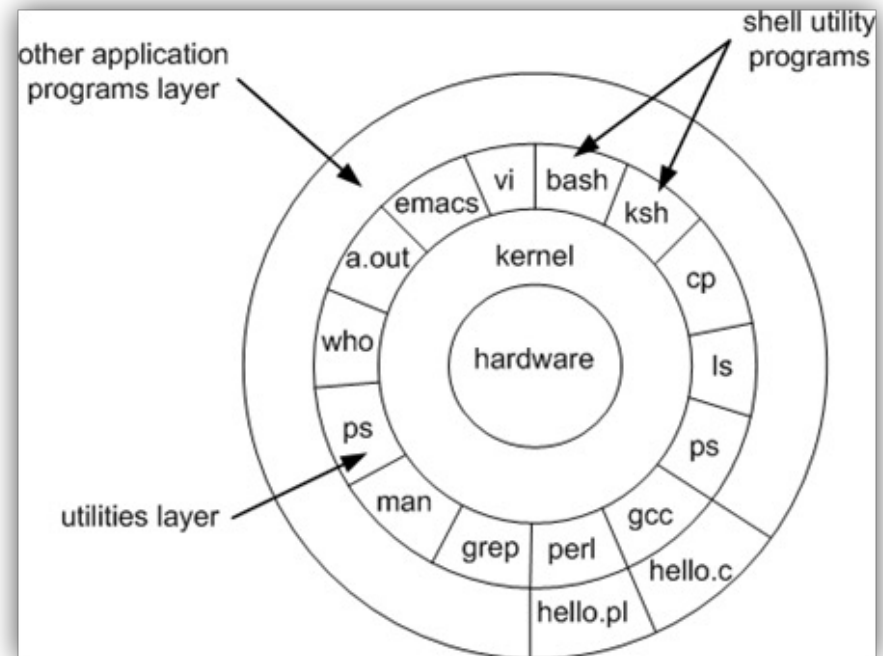 other application
programs layer
shell utility
programs
emacs
vi
bash
ksh
a.out
kernel
cp
who
hardware
ls
ps
ps
utilities layer
man
gcc
grep
perl
hello.c
hello.pl